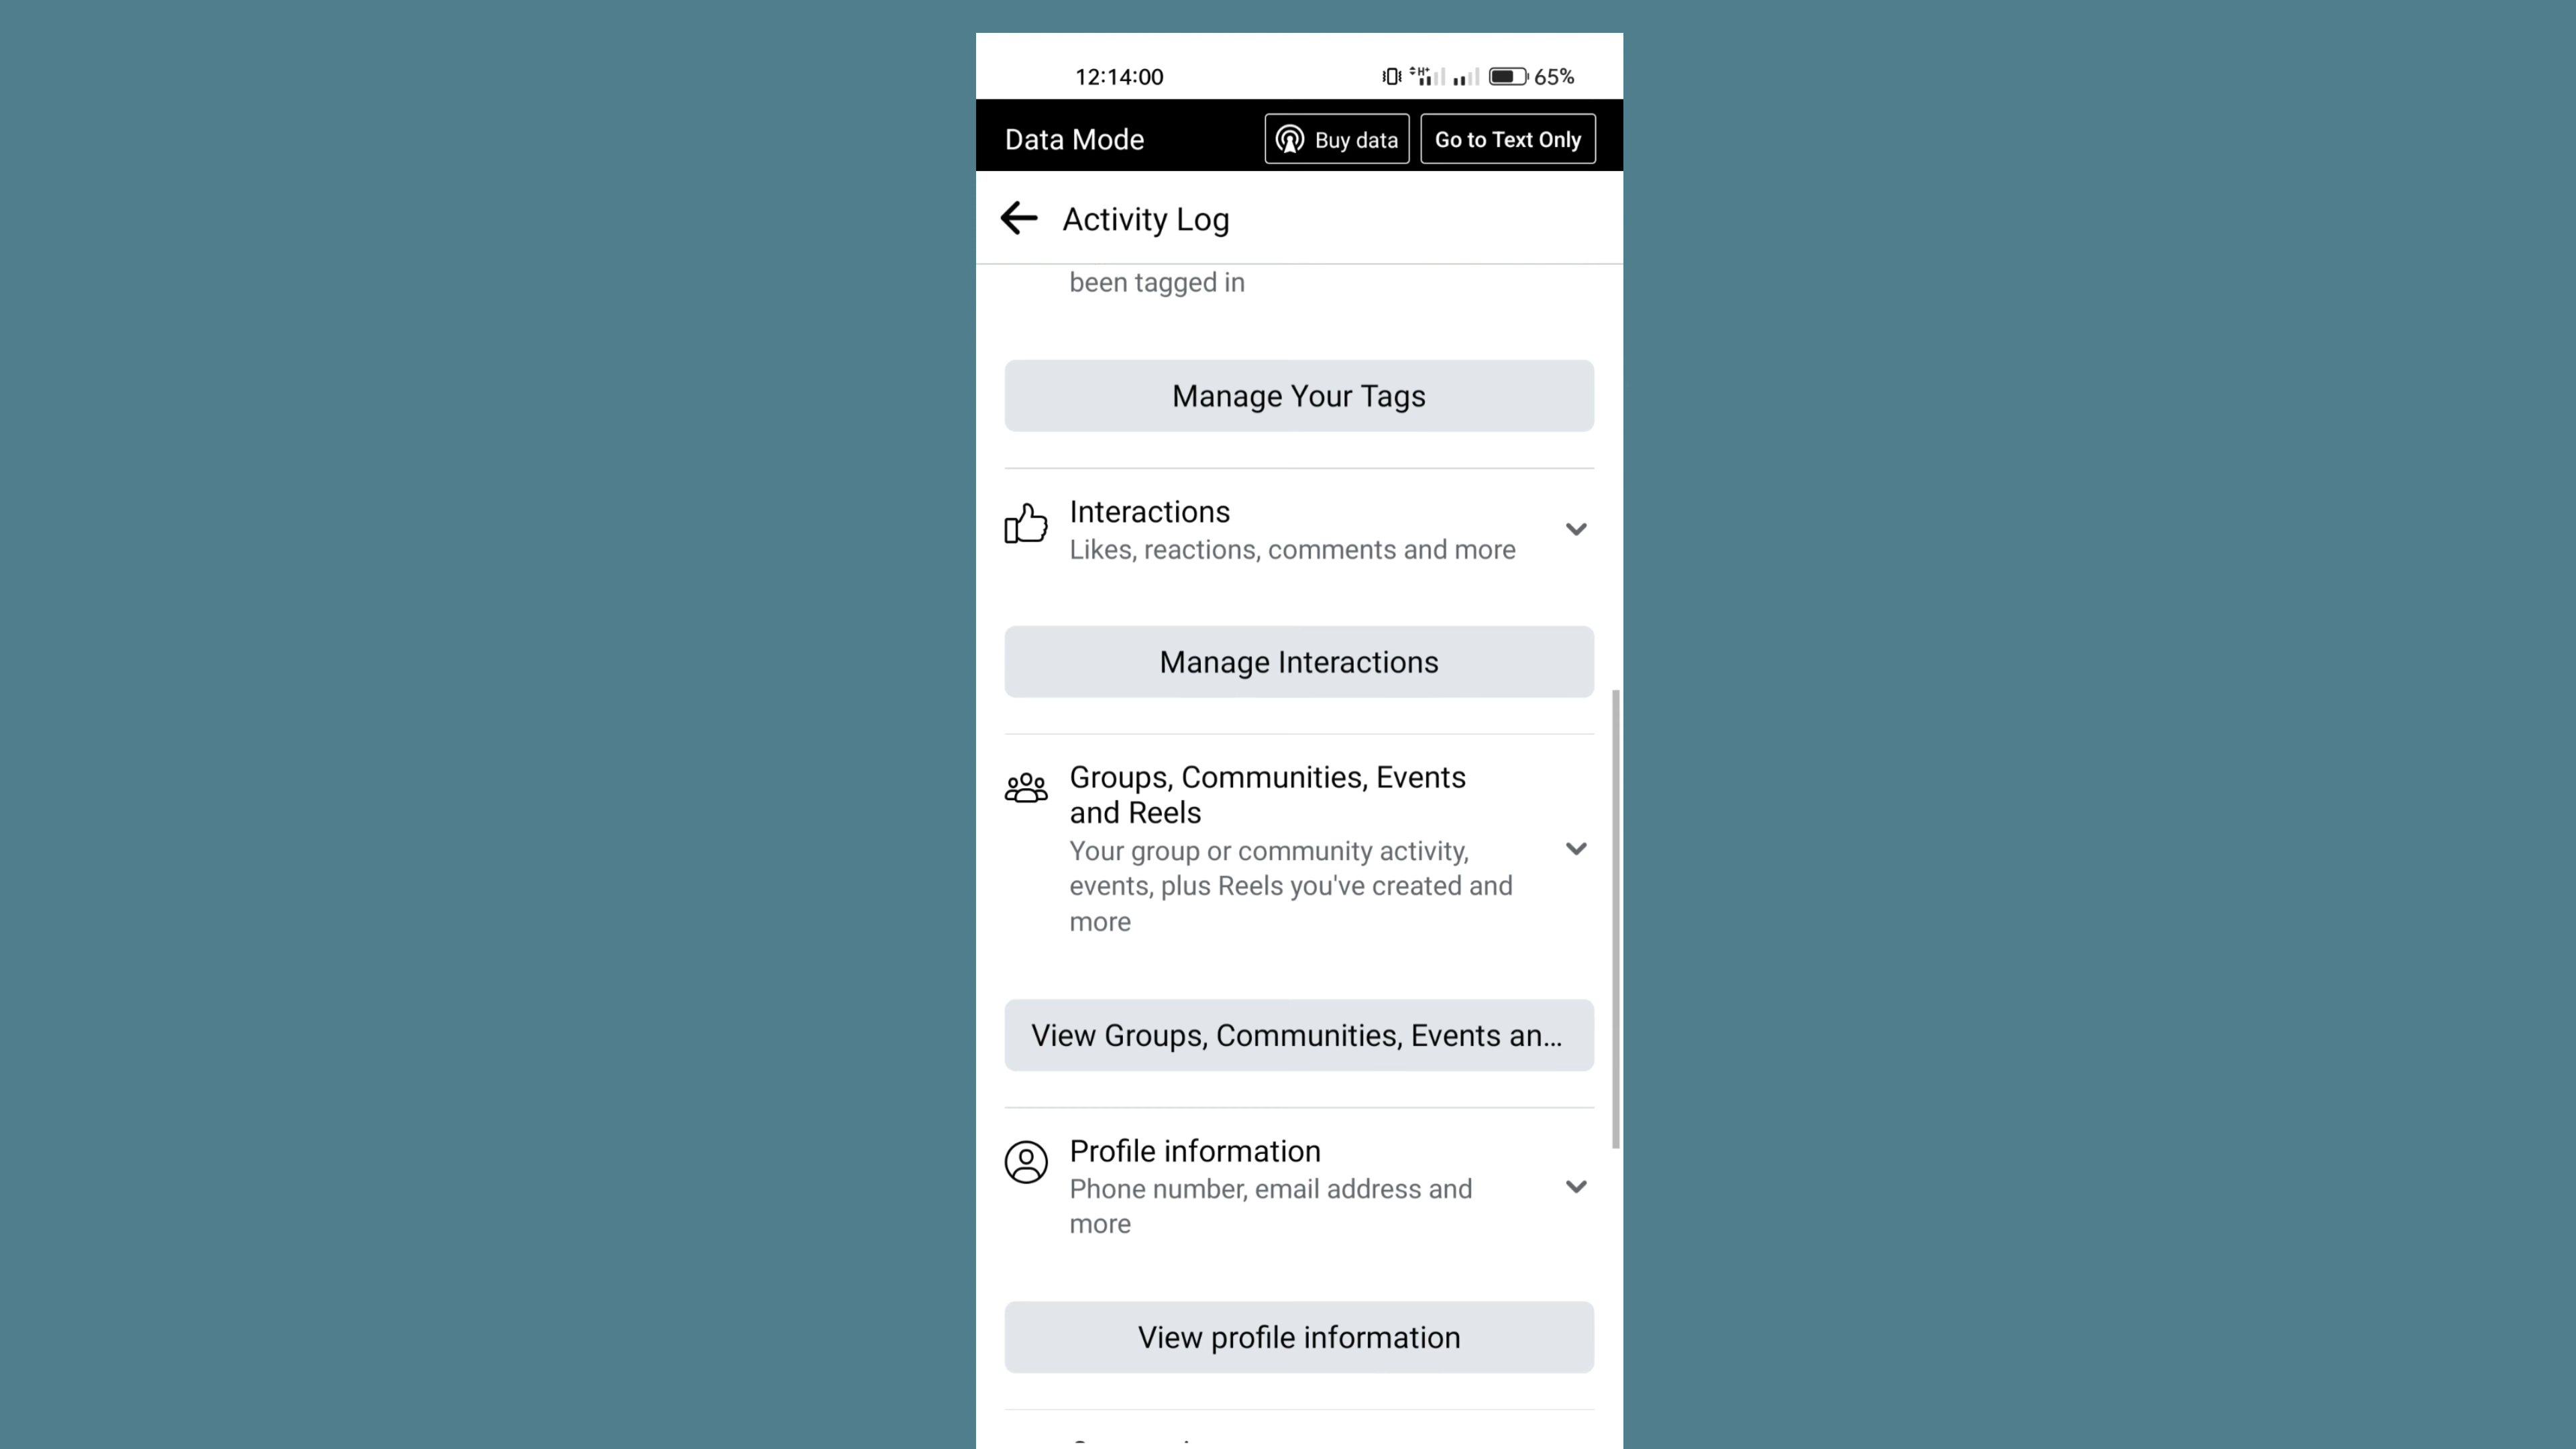 12:14:00
H+
65%
Data Mode
Buy data
Go to Text Only
Activity Log
been tagged in
Manage Your Tags
Interactions
Likes, reactions, comments and more
Manage Interactions
Groups, Communities, Events
and Reels
Your group or community activity,
events, plus Reels you've created and
more
View Groups, Communities, Events an...
Profile information
Phone number, email address and
more
View profile information